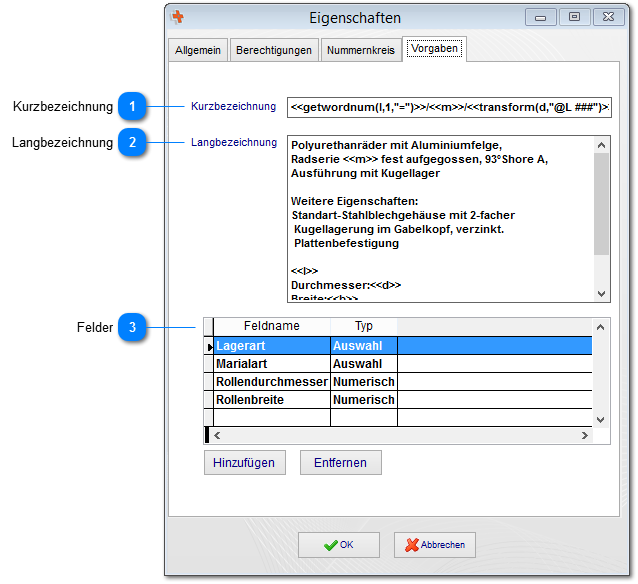 Eigenschaften
Allgemein Berechtigungen Nummernkreis Vorgaben
Kurzbezeichnung 1 Kurzbezeichnung <<getwordnum(l,1,"=")>>/<<m>>/<<transform(d,"@L ###")>>
Langbezeichnung 2 Langbezeichnung
Polyurethanräder mit Aluminiumfelge,
Radserie <<m>> fest aufgegossen, 93°Shore A,
Ausführung mit Kugellager
Weitere Eigenschaften:
Standart-Stahlblechgehäuse mit 2-facher
Kugellagerung im Gabelkopf, verzinkt.
Plattenbefestigung
<<l>>
Durchmesser:<<d>>
Breite:<<b>>
Felder 3
Feldname Typ
Lagerart Auswahl
Marialart Auswahl
Rollendurchmesser Numerisch
Rollenbreite Numerisch
Hinzufügen Entfernen
OK Abbrechen